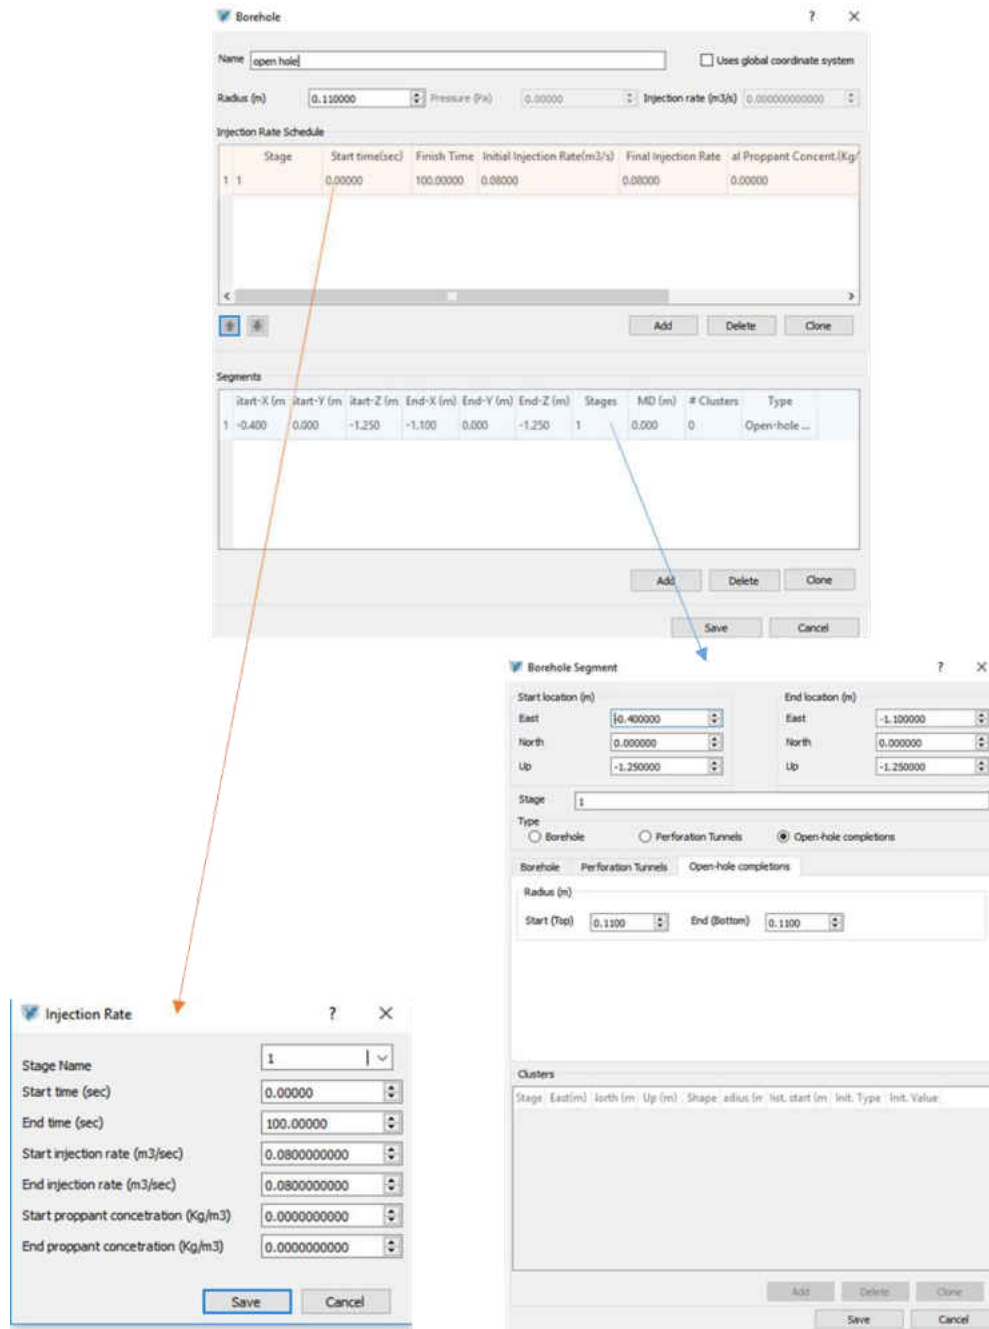 Borehole ? ×
Name open hole Uses global coordinate system
Radius (m) 0.110000 Pressure (Pa) 0.00000 Injection rate (m3/s) 0.000000000000
Injection Rate Schedule
Stage Start time(sec) Finish Time Initial Injection Rate(m3/s) Final Injection Rate al Proppant Concent.(Kg/
1 1 0.00000 100.00000 0.08000 0.08000 0.00000
Add Delete Clone
Segments
itart-X (m itart-Y (m itart-Z (m End-X (m) End-Y (m) End-Z (m) Stages MD (m) # Clusters Type
1 -0.400 0.000 -1.250 -1.100 0.000 -1.250 1 0.000 0 Open-hole ...
Add Delete Clone
Save Cancel
Borehole Segment ? ×
Start location (m) End location (m)
East -0.400000 East -1.100000
North 0.000000 North 0.000000
Up -1.250000 Up -1.250000
Stage 1
Type
Borehole Perforation Tunnels Open-hole completions
Borehole Perforation Tunnels Open-hole completions
Radius (m)
Start (Top) 0.1100 End (Bottom) 0.1100
Clusters
Stage East(m) Up (m) Shape Init. Type Init. Value
Add Delete Clone
Save Cancel
Injection Rate ? ×
Stage Name 1
Start time (sec) 0.00000
End time (sec) 100.00000
Start injection rate (m3/sec) 0.0800000000
End injection rate (m3/sec) 0.0800000000
Start proppant concetration (Kg/m3) 0.0000000000
End proppant concetration (Kg/m3) 0.0000000000
Save Cancel